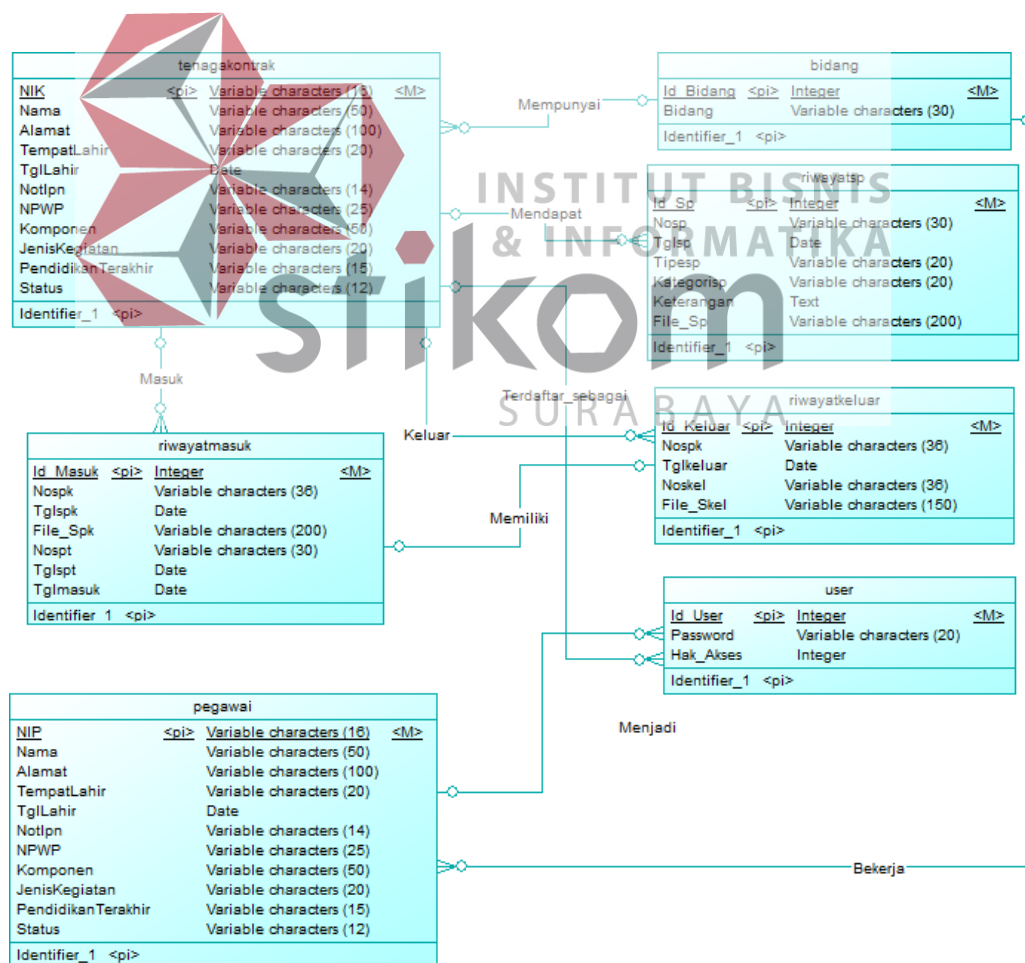 tenagakontrak
NIK <pi> Variable characters (16) <M>
Nama Variable characters (50)
Alamat Variable characters (100)
TempatLahir Variable characters (20)
TglLahir Date
Notlpn Variable characters (14)
NPWP Variable characters (25)
Komponen Variable characters (50)
JenisKegiatan Variable characters (20)
PendidikanTerakhir Variable characters (15)
Status Variable characters (12)
Identifier_1 <pi>
Mempunyai
bidang
Id_Bidang <pi> Integer <M>
Bidang Variable characters (30)
Identifier_1 <pi>
INSTITUT BISNIS
& INFORMATIKA
stikom
SURABAYA
Mendapat
riwayatsp
Id_Sp <pi> Integer <M>
Nosp Variable characters (30)
Tglsp Date
Tipesp Variable characters (20)
Kategorisp Variable characters (20)
Keterangan Text
File_Sp Variable characters (200)
Identifier_1 <pi>
Masuk
Terdaftar_sebagai
Keluar
riwayatkeluar
Id_Keluar <pi> Integer <M>
Nospk Variable characters (36)
Tglkeluar Date
Noskel Variable characters (36)
File_Skel Variable characters (150)
Identifier_1 <pi>
riwayatmasuk
Id_Masuk <pi> Integer <M>
Nospk Variable characters (36)
Tglspk Date
File_Spk Variable characters (200)
Nospt Variable characters (30)
Tglspt Date
Tglmasuk Date
Identifier_1 <pi>
Memiliki
user
Id_User <pi> Integer <M>
Password Variable characters (20)
Hak_Akses Integer
Identifier_1 <pi>
Menjadi
pegawai
NIP <pi> Variable characters (16) <M>
Nama Variable characters (50)
Alamat Variable characters (100)
TempatLahir Variable characters (20)
TglLahir Date
Notlpn Variable characters (14)
NPWP Variable characters (25)
Komponen Variable characters (50)
JenisKegiatan Variable characters (20)
PendidikanTerakhir Variable characters (15)
Status Variable characters (12)
Identifier_1 <pi>
Bekerja